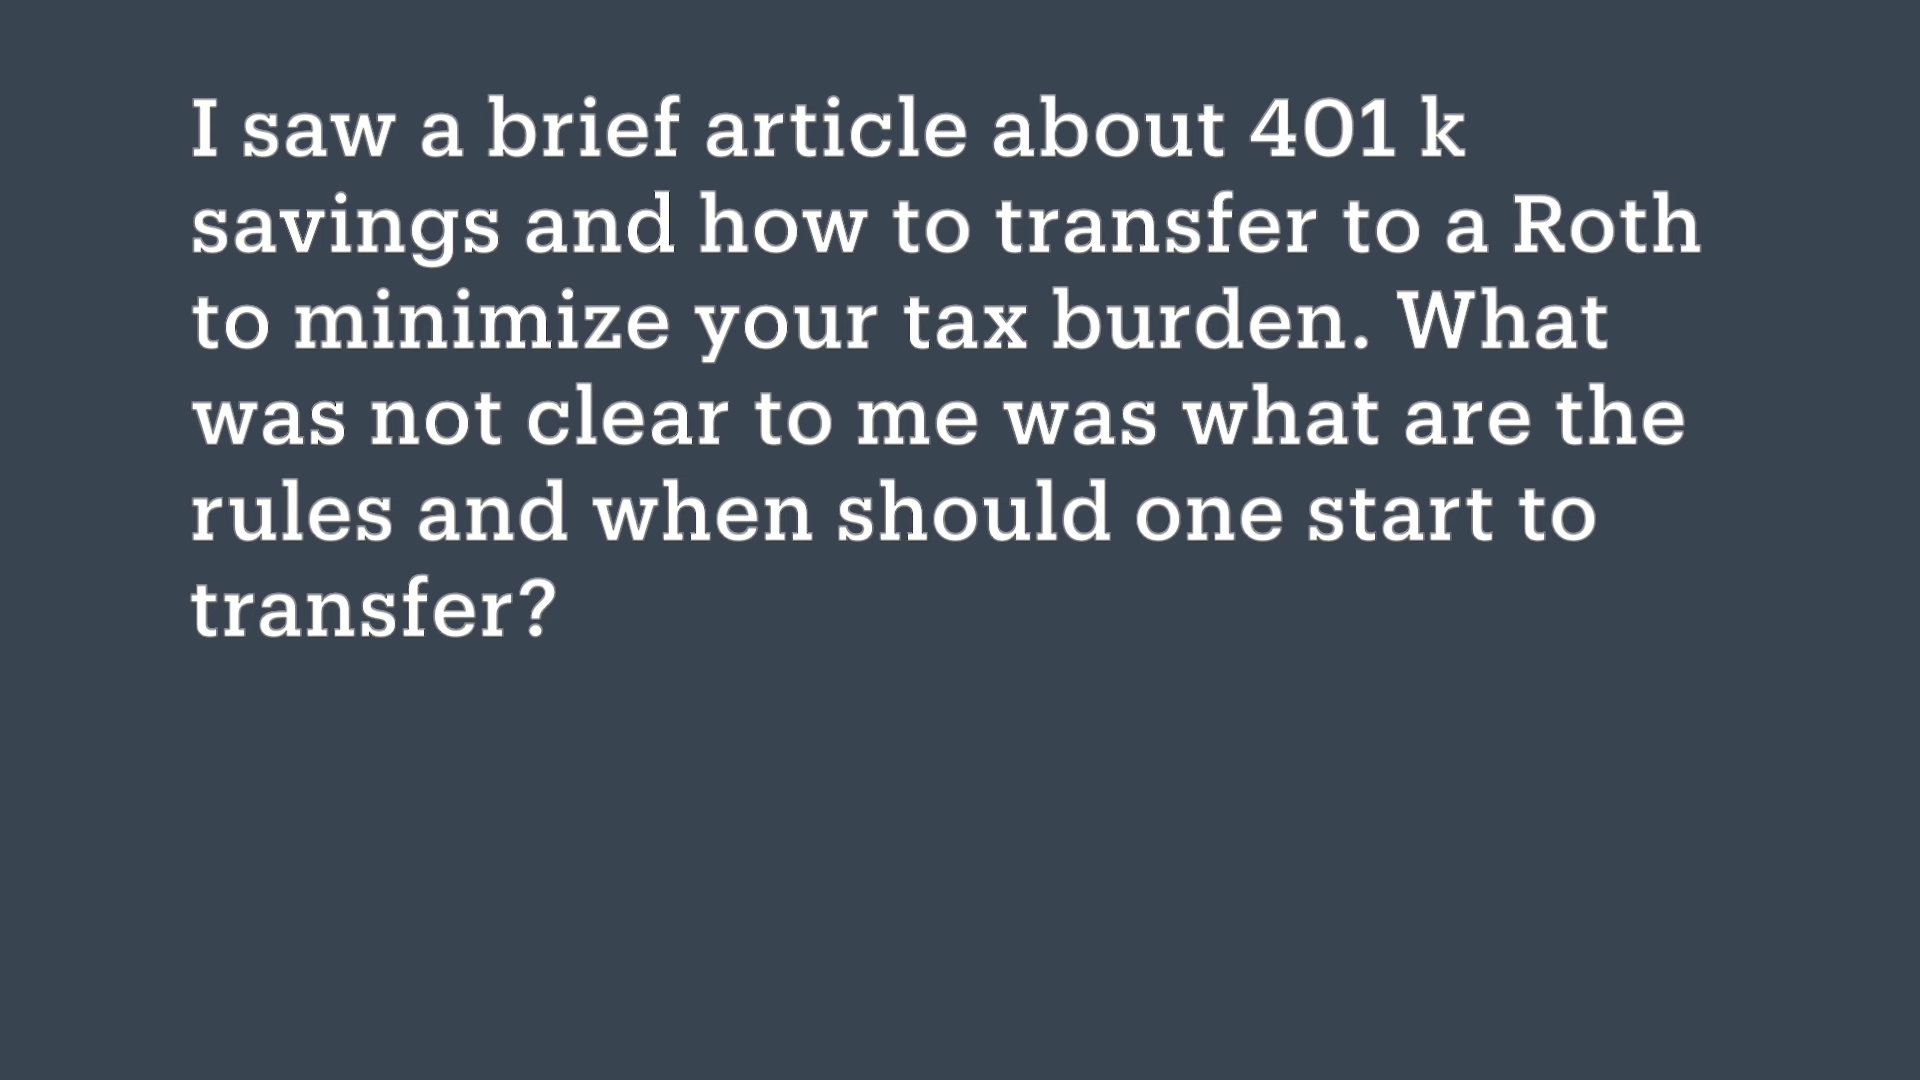 I saw a brief article about 401 k
savings and how to transfer to a Roth
to minimize your tax burden. What
was not clear to me was what are the
rules and when should one start to
transfer?